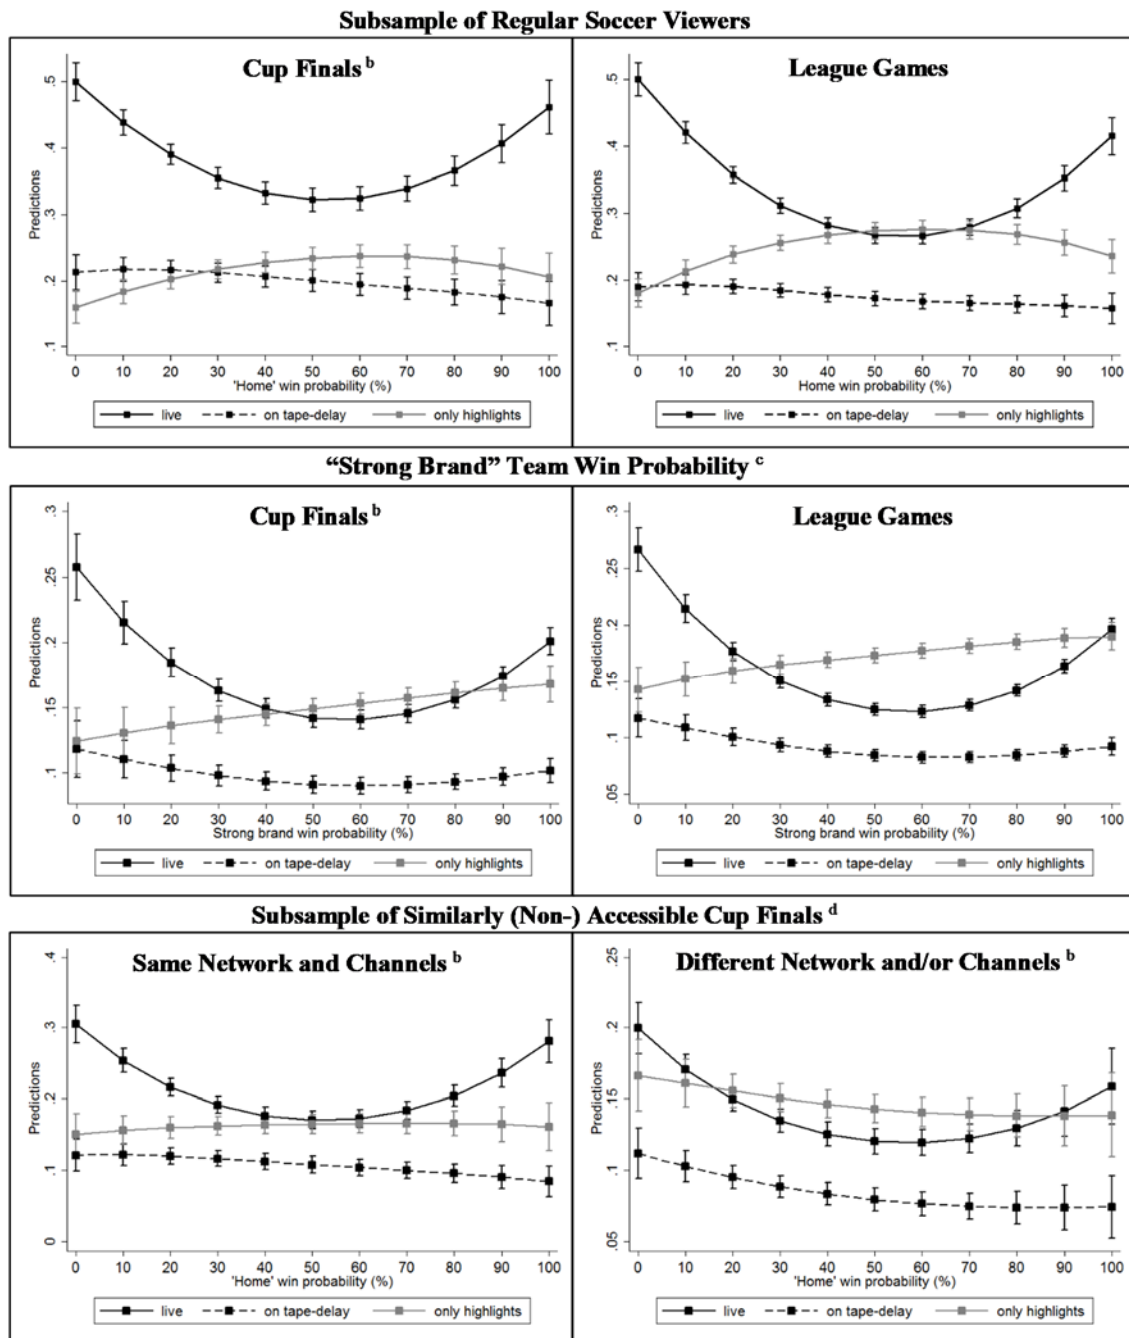 Subsample of Regular Soccer Viewers
Cup Finals b
Predictions
.5
.4
.3
.2
.1
0 10 20 30 40 50 60 70 80 90 100
'Home' win probability (%)
live on tape-delay only highlights
League Games
Predictions
.5
.4
.3
.2
.1
0 10 20 30 40 50 60 70 80 90 100
Home win probability (%)
live on tape-delay only highlights
“Strong Brand” Team Win Probability c
Cup Finals b
Predictions
.3
.25
.2
.15
.1
0 10 20 30 40 50 60 70 80 90 100
Strong brand win probability (%)
live on tape-delay only highlights
League Games
Predictions
.3
.25
.2
.15
.1
.05
0 10 20 30 40 50 60 70 80 90 100
Strong brand win probability (%)
live on tape-delay only highlights
Subsample of Similarly (Non-) Accessible Cup Finals d
Same Network and Channels b
Predictions
.4
.3
.2
.1
0
0 10 20 30 40 50 60 70 80 90 100
'Home' win probability (%)
live on tape-delay only highlights
Different Network and/or Channels b
Predictions
.25
.2
.15
.1
.05
0 10 20 30 40 50 60 70 80 90 100
'Home' win probability (%)
live on tape-delay only highlights